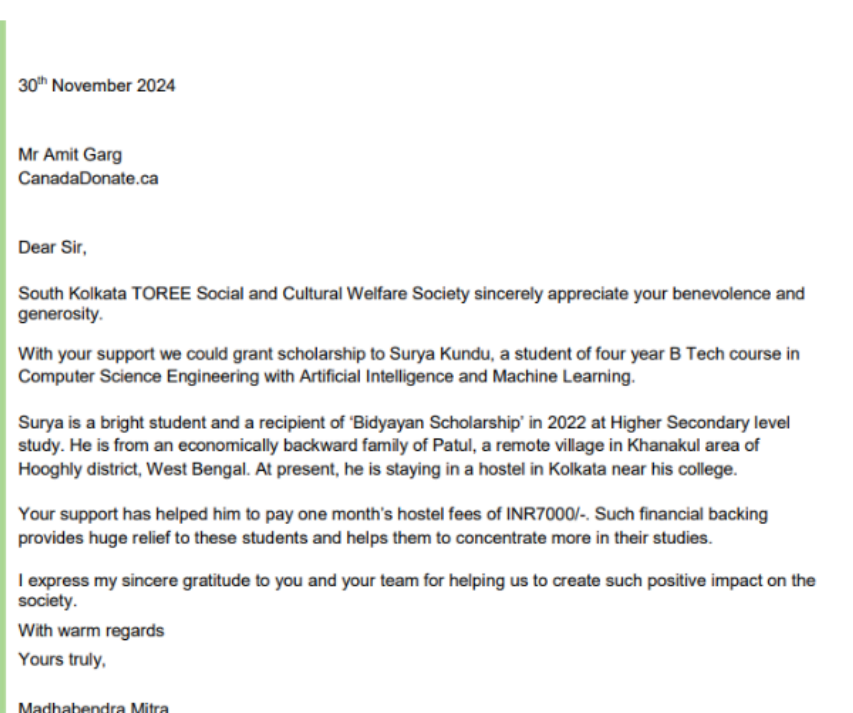 30th November 2024
Mr Amit Garg
CanadaDonate.ca
Dear Sir,
South Kolkata TOREE Social and Cultural Welfare Society sincerely appreciate your benevolence and
generosity.
With your support we could grant scholarship to Surya Kundu, a student of four year B Tech course in
Computer Science Engineering with Artificial Intelligence and Machine Learning.
Surya is a bright student and a recipient of ‘Bidyayan Scholarship’ in 2022 at Higher Secondary level
study. He is from an economically backward family of Patul, a remote village in Khanakul area of
Hooghly district, West Bengal. At present, he is staying in a hostel in Kolkata near his college.
Your support has helped him to pay one month’s hostel fees of INR7000/-. Such financial backing
provides huge relief to these students and helps them to concentrate more in their studies.
I express my sincere gratitude to you and your team for helping us to create such positive impact on the
society.
With warm regards
Yours truly,
Madhabendra Mitra